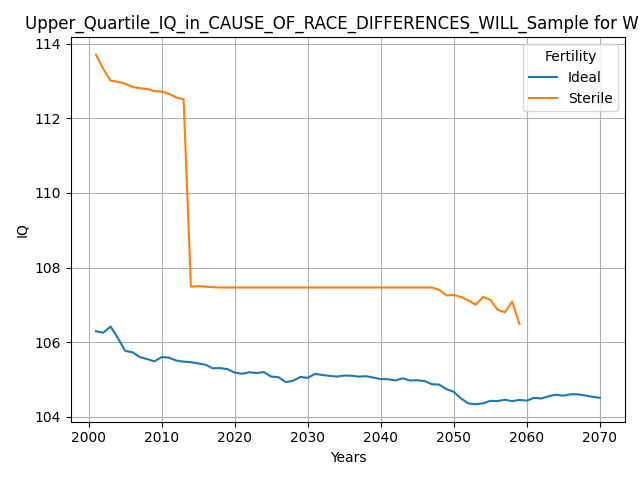 Upper_Quartile_IQ_in_CAUSE_OF_RACE_DIFFERENCES_WILL_Sample for W
114
112
110
108
106
104
IQ
Fertility
Ideal
Sterile
2000 2010 2020 2030 2040 2050 2060 2070
Years